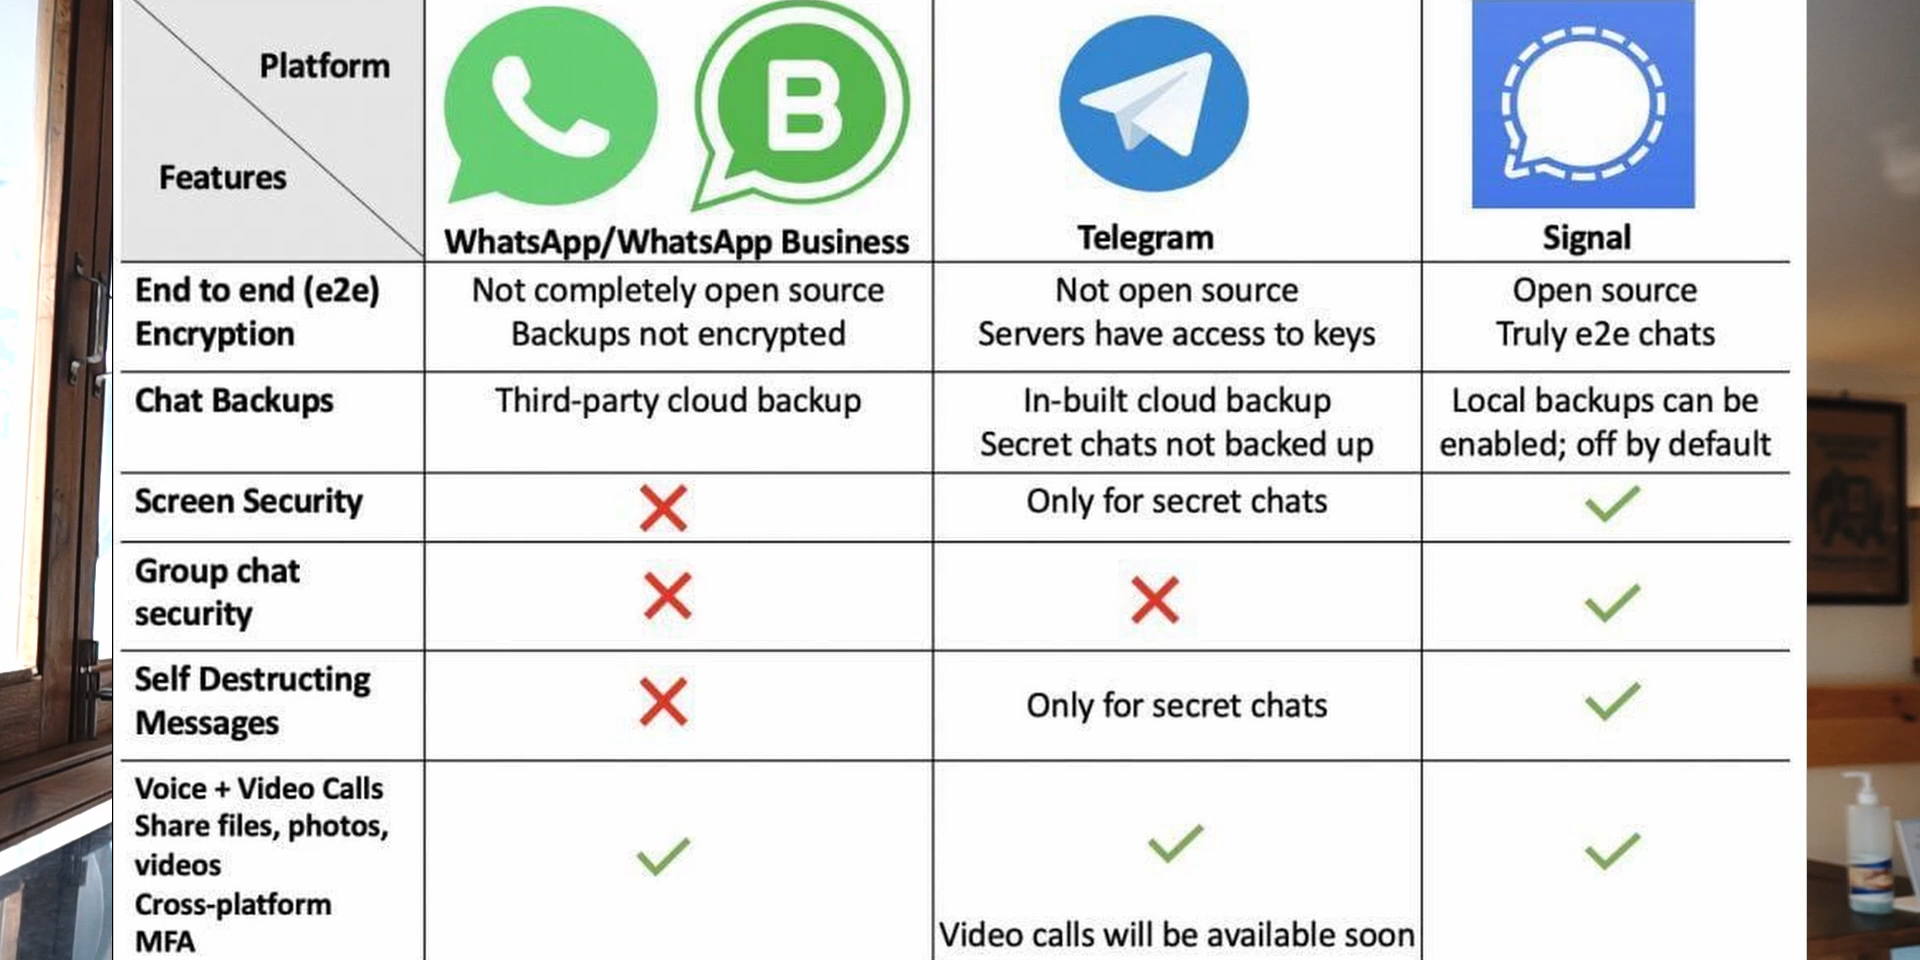 Platform
Features
B
WhatsApp/WhatsApp Business
Telegram
Signal
End to end (e2e)
Encryption
Not completely open source
Backups not encrypted
Not open source
Servers have access to keys
Open source
Truly e2e chats
Chat Backups
Third-party cloud backup
In-built cloud backup
Secret chats not backed up
Local backups can be
enabled; off by default
Screen Security
Only for secret chats
Group chat
security
Self Destructing
Messages
Only for secret chats
Voice + Video Calls
Share files, photos,
videos
Cross-platform
MFA
Video calls will be available soon